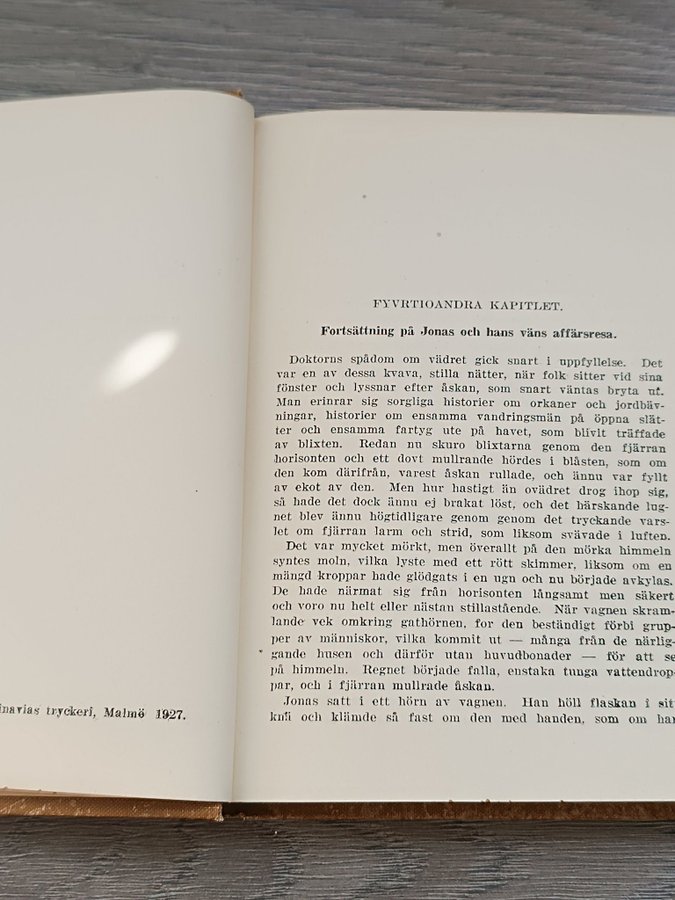 inavias tryckeri, Malmö 1927.
FYVRTIOANDRA KAPITLET.
Fortsättning på Jonas och hans väns affärsresa.
Doktorns spådom om vädret gick snart i uppfyllelse. Det
var en av dessa kvava, stilla nätter, när folk sitter vid sina
fönster och lyssnar efter åskan, som snart väntas bryta ut.
Man erinrar sig sorgliga historier om orkaner och jordbäv-
ningar, historier om ensamma vandringsmän på öppna slät-
ter och ensamma fartyg ute på havet, som blivit träffade
av blixten. Redan nu skuro blixtarna genom den fjärran
horisonten och ett dovt mullrande hördes i blåsten, som om
den kom därifrån, varest åskan rullade, och ännu var fyllt
av ekot av den. Men hur hastigt än ovädret drog ihop sig,
så hade det dock ännu ej brakat löst, och det härskande lug-
net blev ännu högtidligare genom genom det tryckande vars-
let om fjärran larm och strid, som liksom svävade i luften.
Det var mycket mörkt, men överallt på den mörka himmeln
syntes moln, vilka lyste med ett rött skimmer, liksom om en
mängd kroppar hade glödgats i en ugn och nu började avkylas.
De hade närmat sig från horisonten långsamt men säkert
och voro nu helt eller nästan stillastående. När vagnen skram-
lande vek omkring gathörnen, for den beständigt förbi grup-
per av människor, vilka kommit ut — många från de närlig-
gande husen och därför utan huvudbonader — för att se
på himmeln. Regnet började falla, enstaka tunga vattendrop-
par, och i fjärran mullrade åskan.
Jonas satt i ett hörn av vagnen. Han höll flaskan i sit
knä och klämde så fast om den med handen, som om har